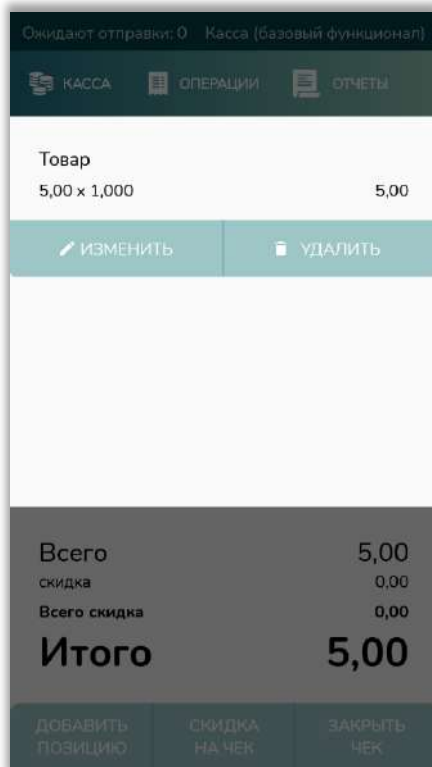 Ожидают отправки: 0 Касса (базовый функционал)
КАССА ОПЕРАЦИИ ОТЧЕТЫ
Товар
5,00 x 1,000 5,00
ИЗМЕНИТЬ УДАЛИТЬ
Всего 5,00
скидка 0,00
Всего скидка 0,00
Итого 5,00
ДОБАВИТЬ ПОЗИЦИЮ СКИДКА НА ЧЕК ЗАКРЫТЬ ЧЕК